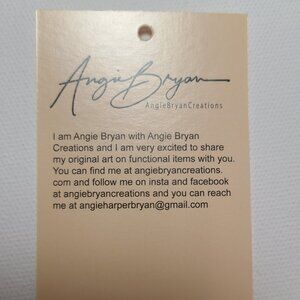 Angie Bryan
AngieBryanCreations
I am Angie Bryan with Angie Bryan
Creations and I am very excited to share
my original art on functional items with you.
You can find me at angiebryancreations.
com and follow me on insta and facebook
at angiebryancreations and you can reach
me at angieharperbryan@gmail.com